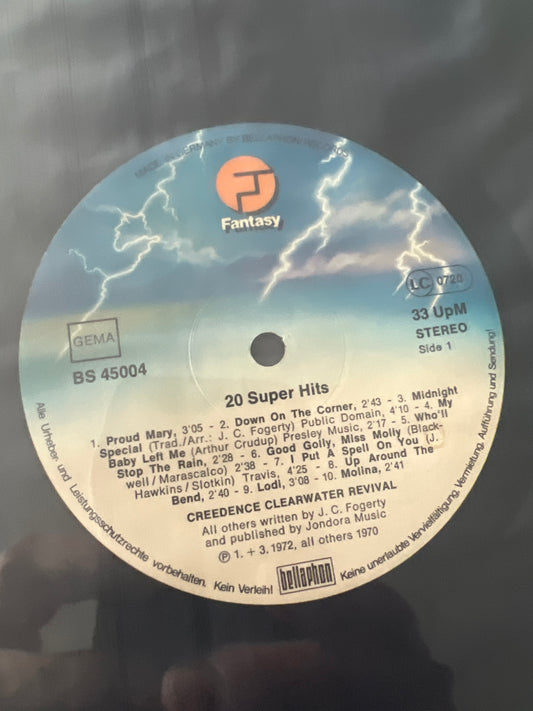 MADE IN GERMANY BY BELLAPHON RECORDS
Fantasy
LC 0720
GEMA
33 UpM
STEREO
BS 45004
Side 1
20 Super Hits
1. Proud Mary, 3'05 - 2. Down On The Corner, 2'43 - 3. Midnight
Special (Trad./Arr.: J. C. Fogerty) Public Domain, 4'10 - 4. My
Baby Left Me (Arthur Crudup) Presley Music, 2'17 - 5. Who'll
Stop The Rain, 2'28 - 6. Good Golly, Miss Molly (Black-
well / Marascalco) 2'38 - 7. I Put A Spell On You (J.
Hawkins / Slotkin) Travis, 4'25 - 8. Up Around The
Bend, 2'40 - 9. Lodi, 3'08 - 10. Molina, 2'41
CREEDENCE CLEARWATER REVIVAL
All others written by J. C. Fogerty
and published by Jondora Music
℗ 1. + 3. 1972, all others 1970
bellaphon
Alle Urheber- und Leistungsschutzrechte vorbehalten. Kein Verleih! Keine unerlaubte Vervielfältigung, Vermietung, Aufführung und Sendung!